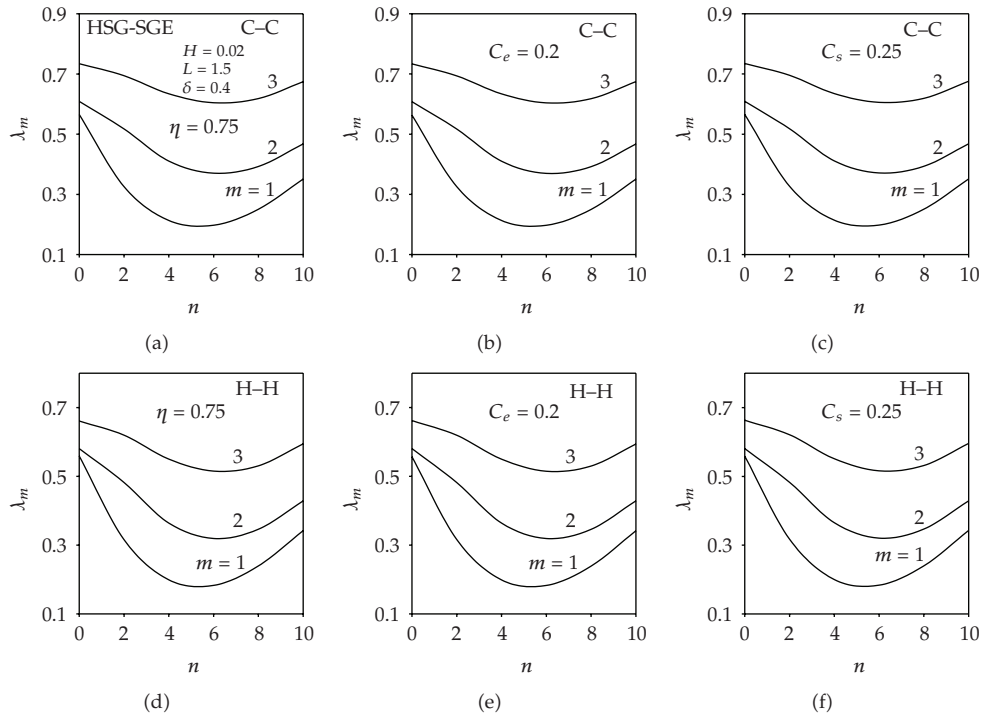 0.9
0.7
0.5
0.3
0.1
λm
HSG-SGE
C–C
H = 0.02
L = 1.5
δ = 0.4
η = 0.75
3
2
m = 1
0 2 4 6 8 10
n
(a)
0.9
0.7
0.5
0.3
0.1
λm
C–C
Ce = 0.2
3
2
m = 1
0 2 4 6 8 10
n
(b)
0.9
0.7
0.5
0.3
0.1
λm
C–C
Cs = 0.25
3
2
m = 1
0 2 4 6 8 10
n
(c)
0.7
0.5
0.3
0.1
λm
H–H
η = 0.75
3
2
m = 1
0 2 4 6 8 10
n
(d)
0.7
0.5
0.3
0.1
λm
H–H
Ce = 0.2
3
2
m = 1
0 2 4 6 8 10
n
(e)
0.7
0.5
0.3
0.1
λm
H–H
Cs = 0.25
3
2
m = 1
0 2 4 6 8 10
n
(f)